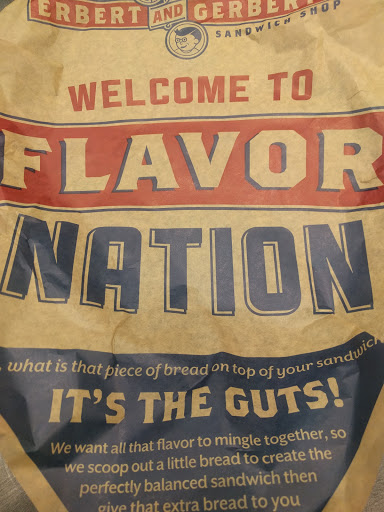 ERBERT AND GERBERT
SANDWICH SHOP
WELCOME TO
FLAVOR
NATION
what is that piece of bread on top of your sandwich
IT'S THE GUTS!
We want all that flavor to mingle together, so
we scoop out a little bread to create the
perfectly balanced sandwich then
give that extra bread to you